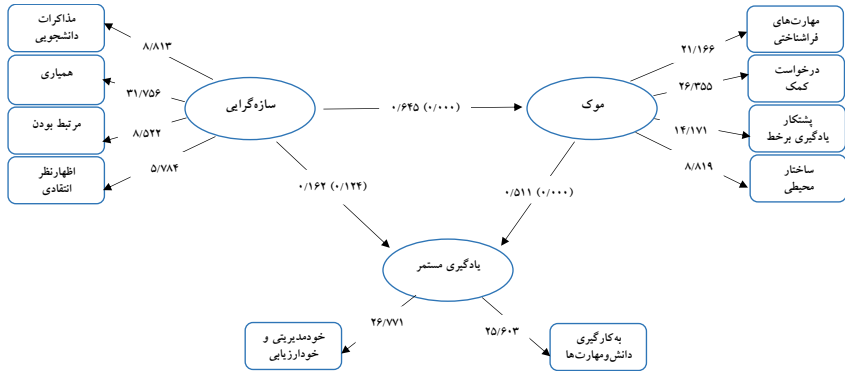 مذاکرات
دانشجویی
مهارت‌های
فراشناختی
۸/۸۱۳
۲۱/۱۶۶
همیاری
درخواست
کمک
۳۱/۷۵۶
۲۶/۳۵۵
سازه‌گرایی
۰/۶۴۵ (۰/۰۰۰)
موک
مرتبط بودن
پشتکار
یادگیری برخط
۸/۵۲۲
۱۴/۱۷۱
اظهارنظر
انتقادی
ساختار
محیطی
۵/۷۸۴
۸/۸۱۹
۰/۱۶۲ (۰/۱۲۴)
۰/۵۱۱ (۰/۰۰۰)
یادگیری مستمر
۲۶/۷۷۱
۲۵/۶۰۳
خودمدیریتی و
خودارزیابی
به‌کارگیری
دانش‌ومهارت‌ها